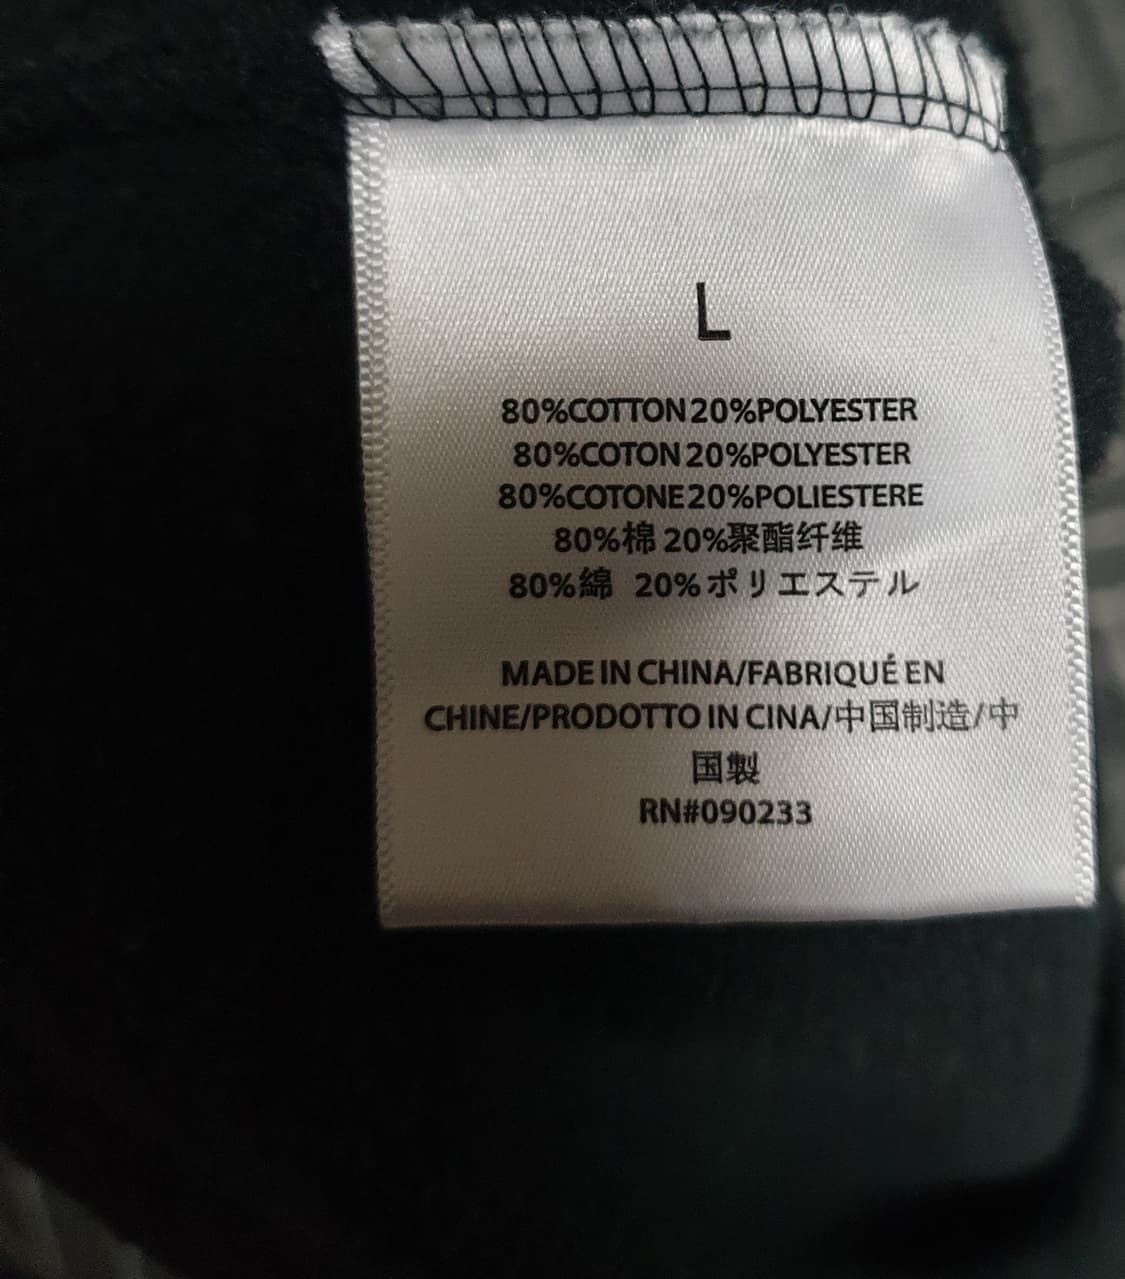 L
80%COTTON 20%POLYESTER
80%COTON 20%POLYESTER
80%COTONE 20%POLIESTERE
80%棉 20%聚酯纤维
80%綿 20%ポリエステル
MADE IN CHINA/FABRIQUÉ EN
CHINE/PRODOTTO IN CINA/中国制造/中
国製
RN#090233